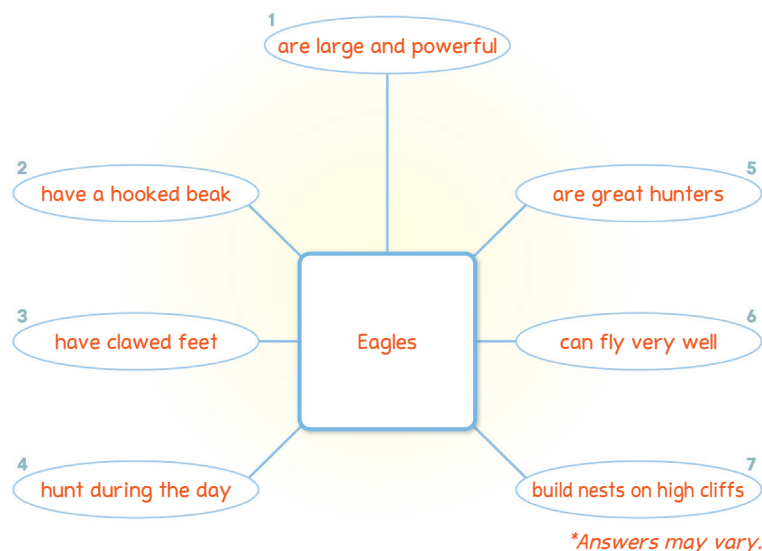 1
are large and powerful
2
have a hooked beak
3
have clawed feet
4
hunt during the day
Eagles
5
are great hunters
6
can fly very well
7
build nests on high cliffs
*Answers may vary.